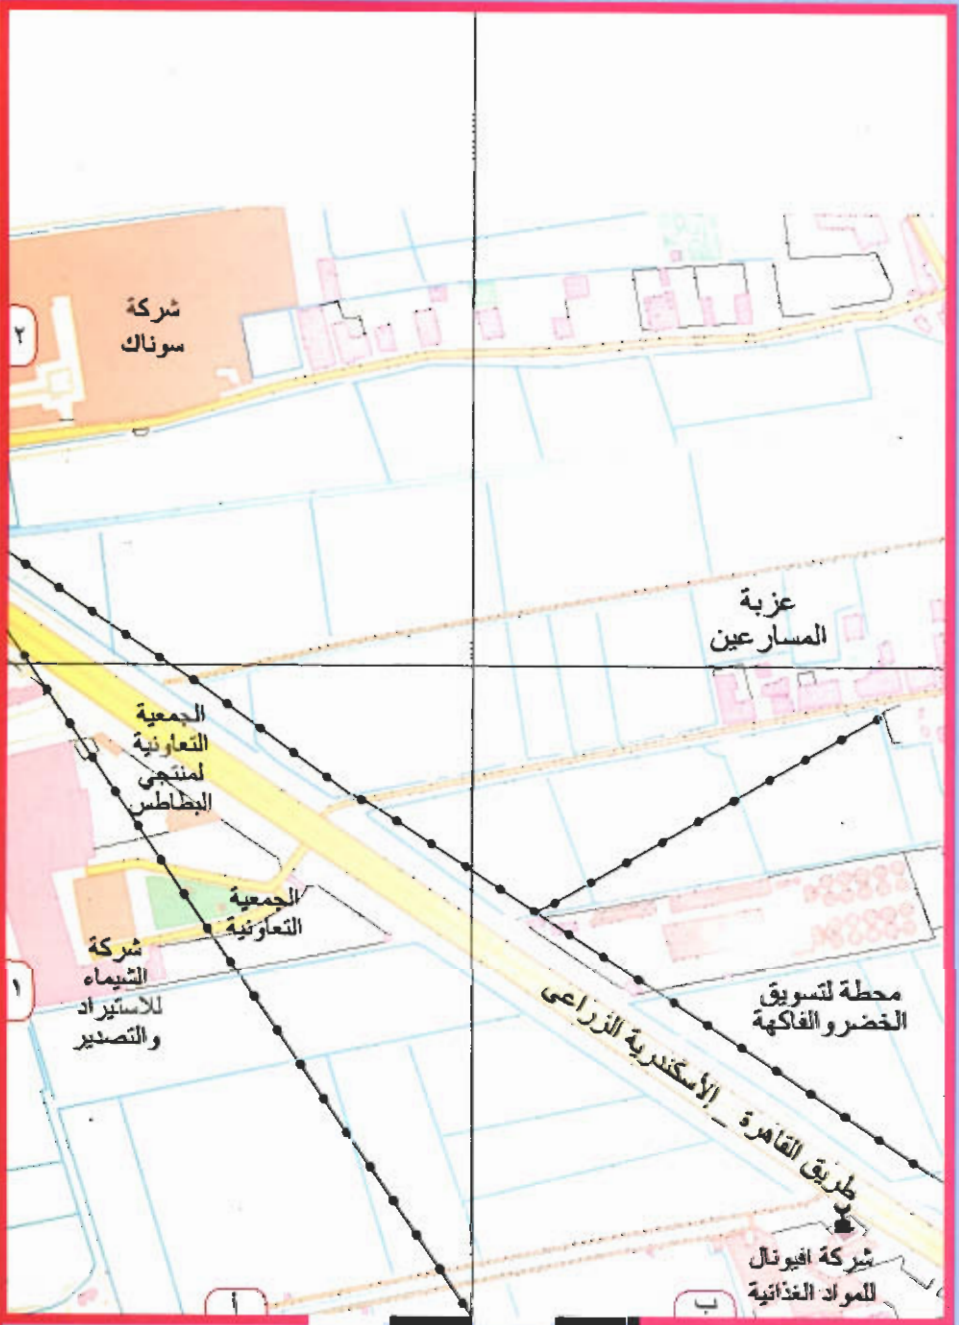 شركة
سوناك
٢
عزبة
المسارعين
الجمعية
التعاونية
لمنتجى
البطاطس
الجمعية
التعاونية
شركة
الشيماء
للاستيراد
والتصدير
١
محطة لتسويق
الخضر والفاكهة
طريق القاهرة _ الأسكندرية الزراعى
شركة افيونال
للمواد الغذائية
أ
ب